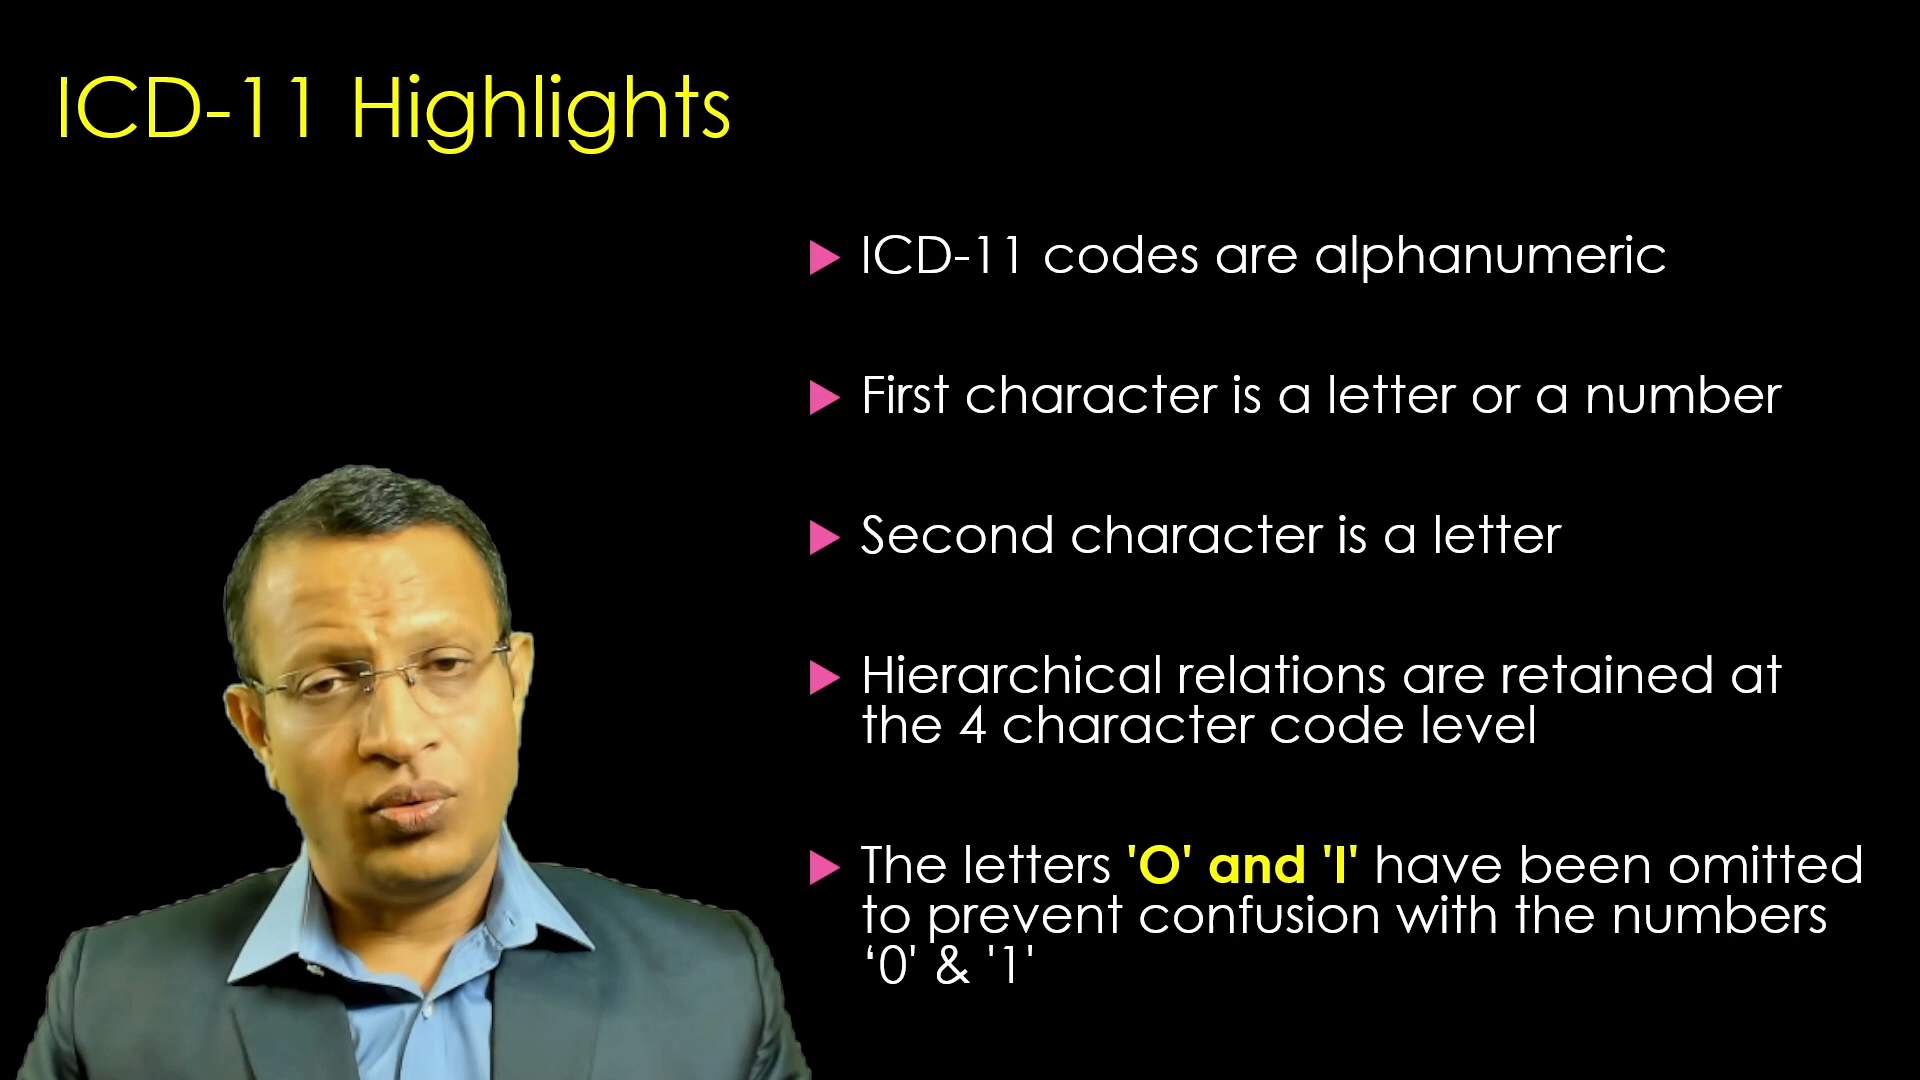 ICD-11 Highlights
ICD-11 codes are alphanumeric
First character is a letter or a number
Second character is a letter
Hierarchical relations are retained at
the 4 character code level
The letters 'O' and 'I' have been omitted
to prevent confusion with the numbers
‘0' & '1'